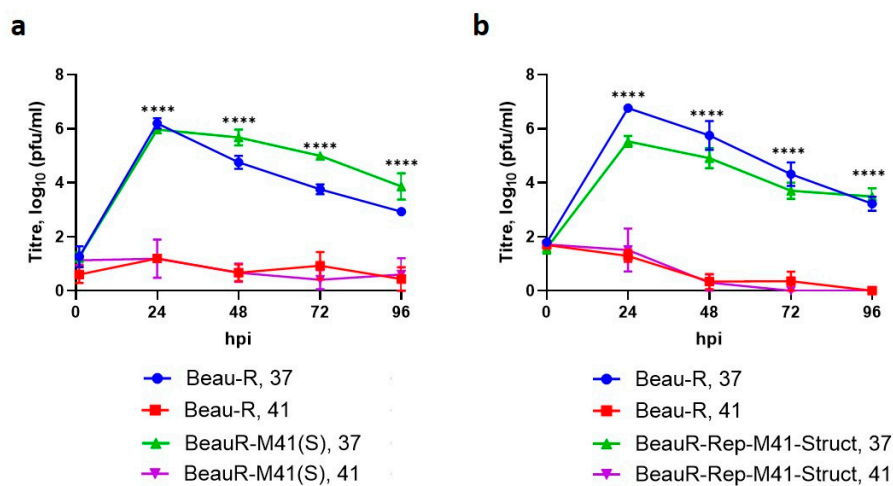 a
8
6
4
2
0
Titre, log10 (pfu/ml)
**** **** **** ****
0 24 48 72 96
hpi
Beau-R, 37
Beau-R, 41
BeauR-M41(S), 37
BeauR-M41(S), 41
b
8
6
4
2
0
Titre, log10 (pfu/ml)
**** **** **** ****
0 24 48 72 96
hpi
Beau-R, 37
Beau-R, 41
BeauR-Rep-M41-Struct, 37
BeauR-Rep-M41-Struct, 41